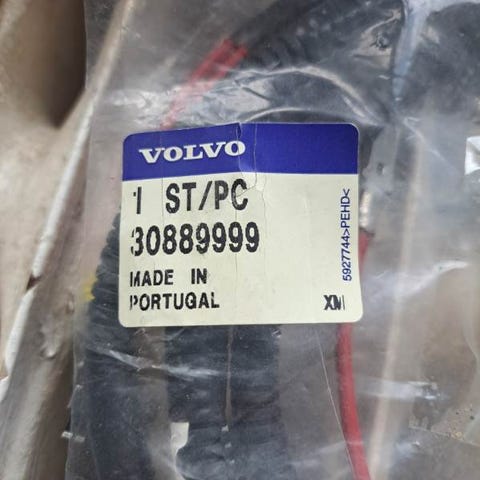 VOLVO
1 ST/PC
30889999
MADE IN
PORTUGAL
XM
5927744>PEHD<